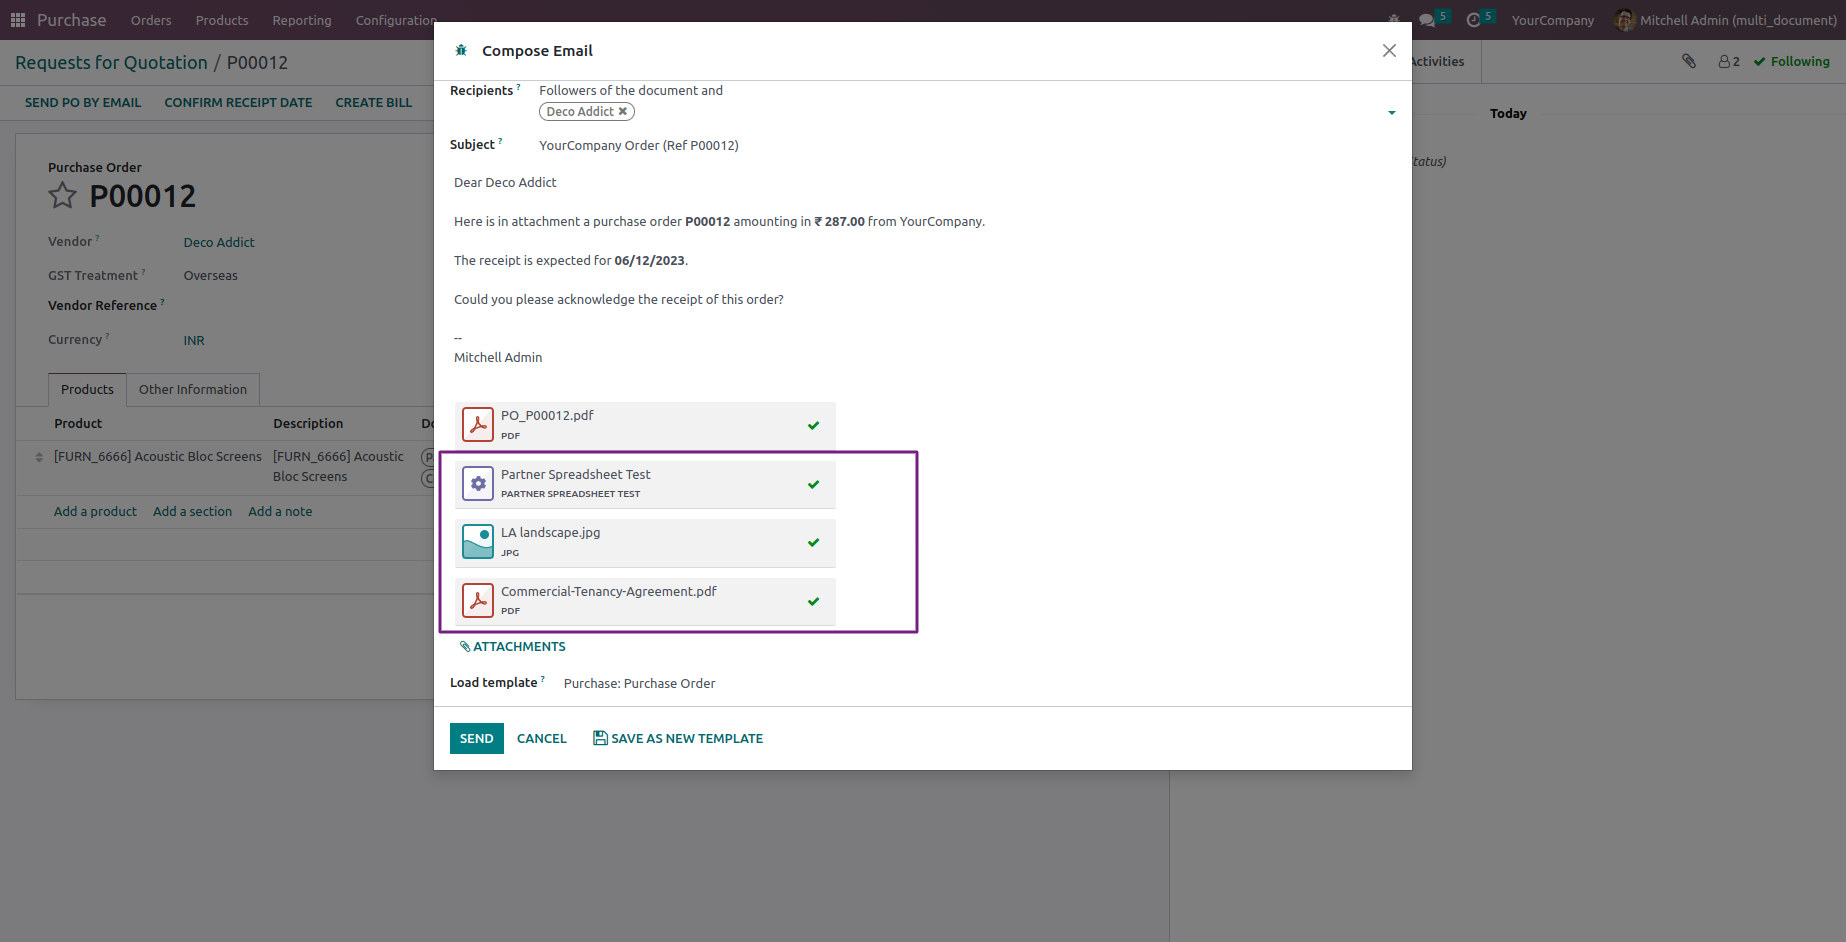 Purchase Orders Products Reporting Configuration 5 5 YourCompany Mitchell Admin (multi_document)
Requests for Quotation / P00012
Activities 2 Following
SEND PO BY EMAIL CONFIRM RECEIPT DATE CREATE BILL
Today
Purchase Order
P00012
Vendor ? Deco Addict
GST Treatment ? Overseas
Vendor Reference ?
Currency ? INR
Products Other Information
Product Description
[FURN_6666] Acoustic Bloc Screens [FURN_6666] Acoustic
Bloc Screens
Add a product Add a section Add a note
Compose Email
Recipients ? Followers of the document and
Deco Addict ✖
Subject ? YourCompany Order (Ref P00012)
Dear Deco Addict
Here is in attachment a purchase order P00012 amounting in ₹ 287.00 from YourCompany.
The receipt is expected for 06/12/2023.
Could you please acknowledge the receipt of this order?
--
Mitchell Admin
PO_P00012.pdf
PDF
Partner Spreadsheet Test
PARTNER SPREADSHEET TEST
LA landscape.jpg
JPG
Commercial-Tenancy-Agreement.pdf
PDF
ATTACHMENTS
Load template ? Purchase: Purchase Order
SEND CANCEL SAVE AS NEW TEMPLATE